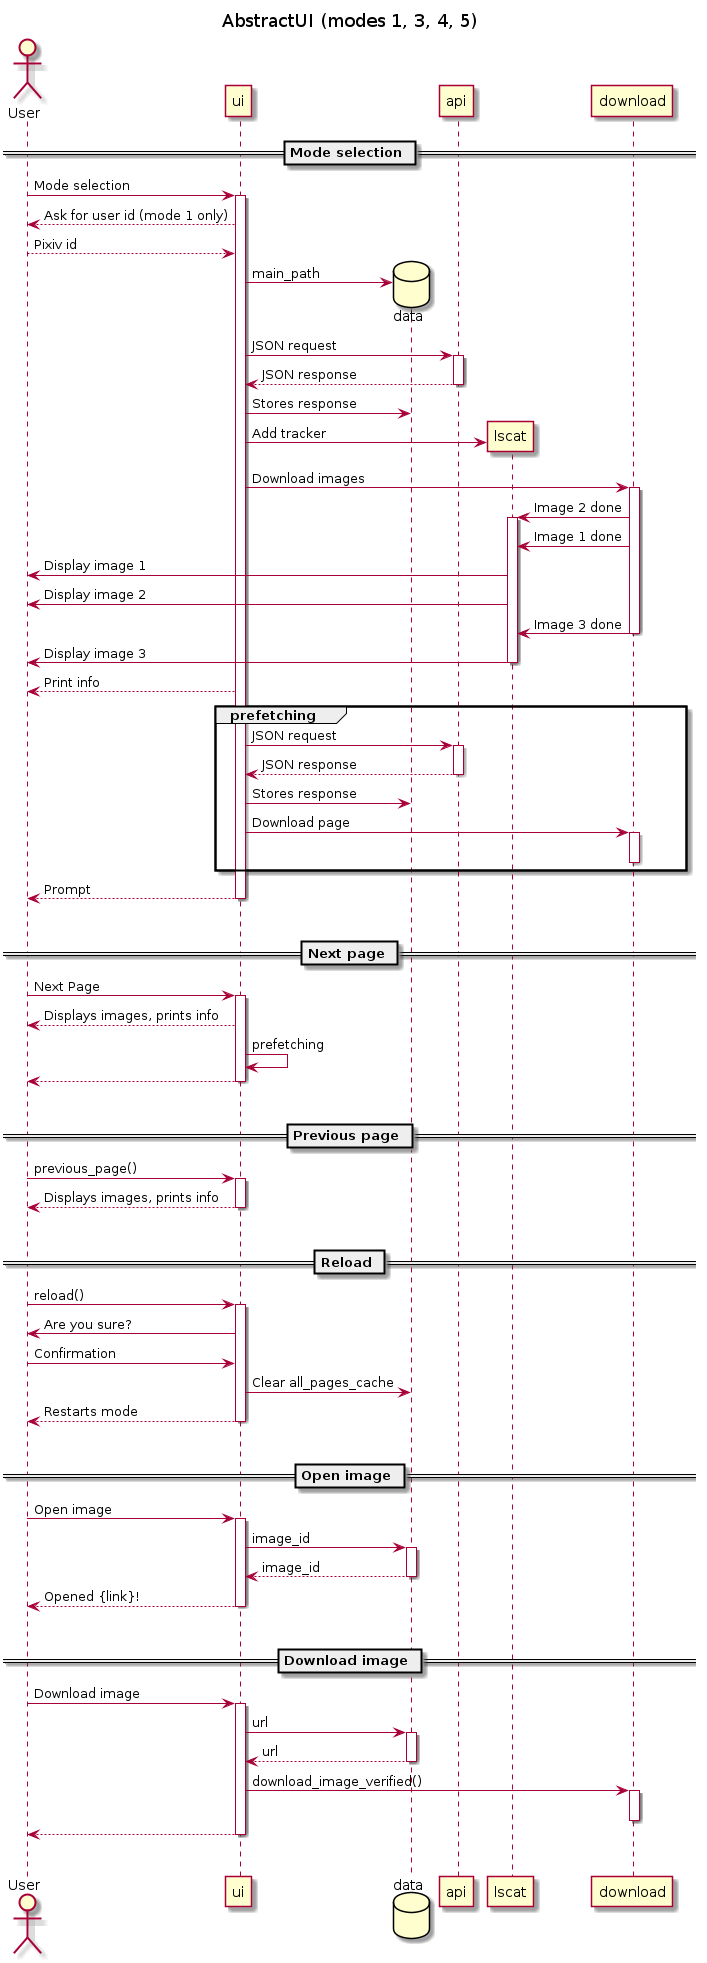 AbstractUI (modes 1, 3, 4, 5)
User
ui
api
download
Mode selection
Mode selection
Ask for user id (mode 1 only)
Pixiv id
main_path
data
JSON request
JSON response
Stores response
Add tracker
lscat
Download images
Image 2 done
Image 1 done
Display image 1
Display image 2
Image 3 done
Display image 3
Print info
prefetching
JSON request
JSON response
Stores response
Download page
Prompt
Next page
Next Page
Displays images, prints info
prefetching
Previous page
previous_page()
Displays images, prints info
Reload
reload()
Are you sure?
Confirmation
Clear all_pages_cache
Restarts mode
Open image
Open image
image_id
image_id
Opened {link}!
Download image
Download image
url
url
download_image_verified()
User
ui
data
api
lscat
download